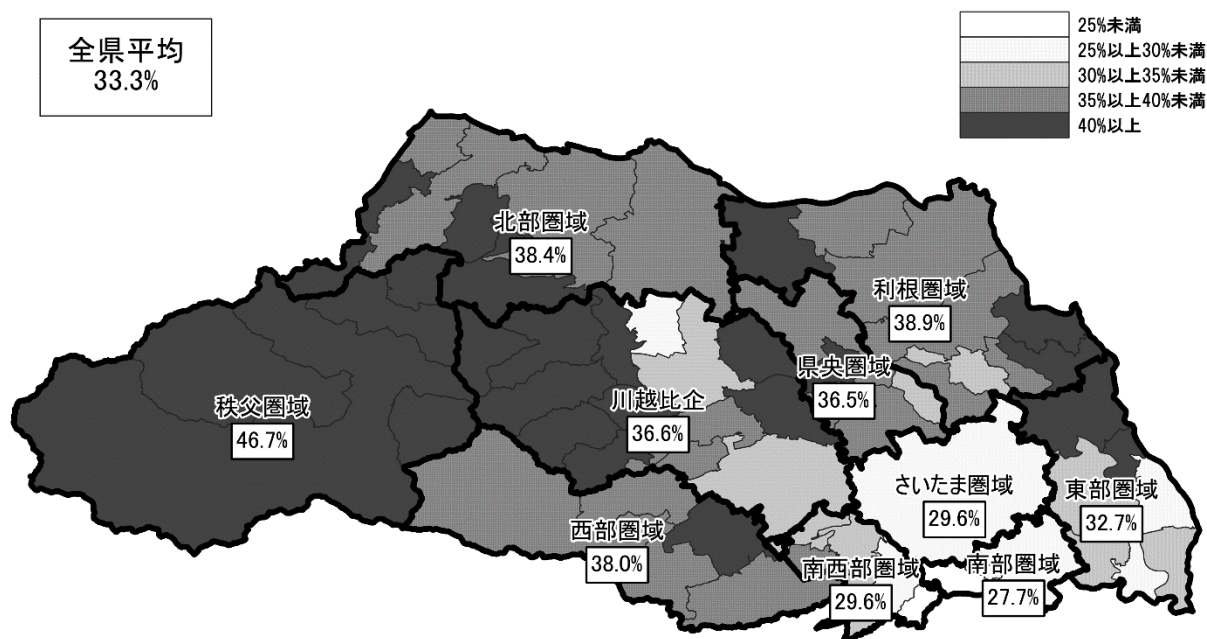 全県平均
33.3%
25%未満
25%以上30%未満
30%以上35%未満
35%以上40%未満
40%以上
北部圏域
38.4%
利根圏域
38.9%
県央圏域
36.5%
川越比企
36.6%
秩父圏域
46.7%
さいたま圏域
29.6%
東部圏域
32.7%
西部圏域
38.0%
南西部圏域
29.6%
南部圏域
27.7%